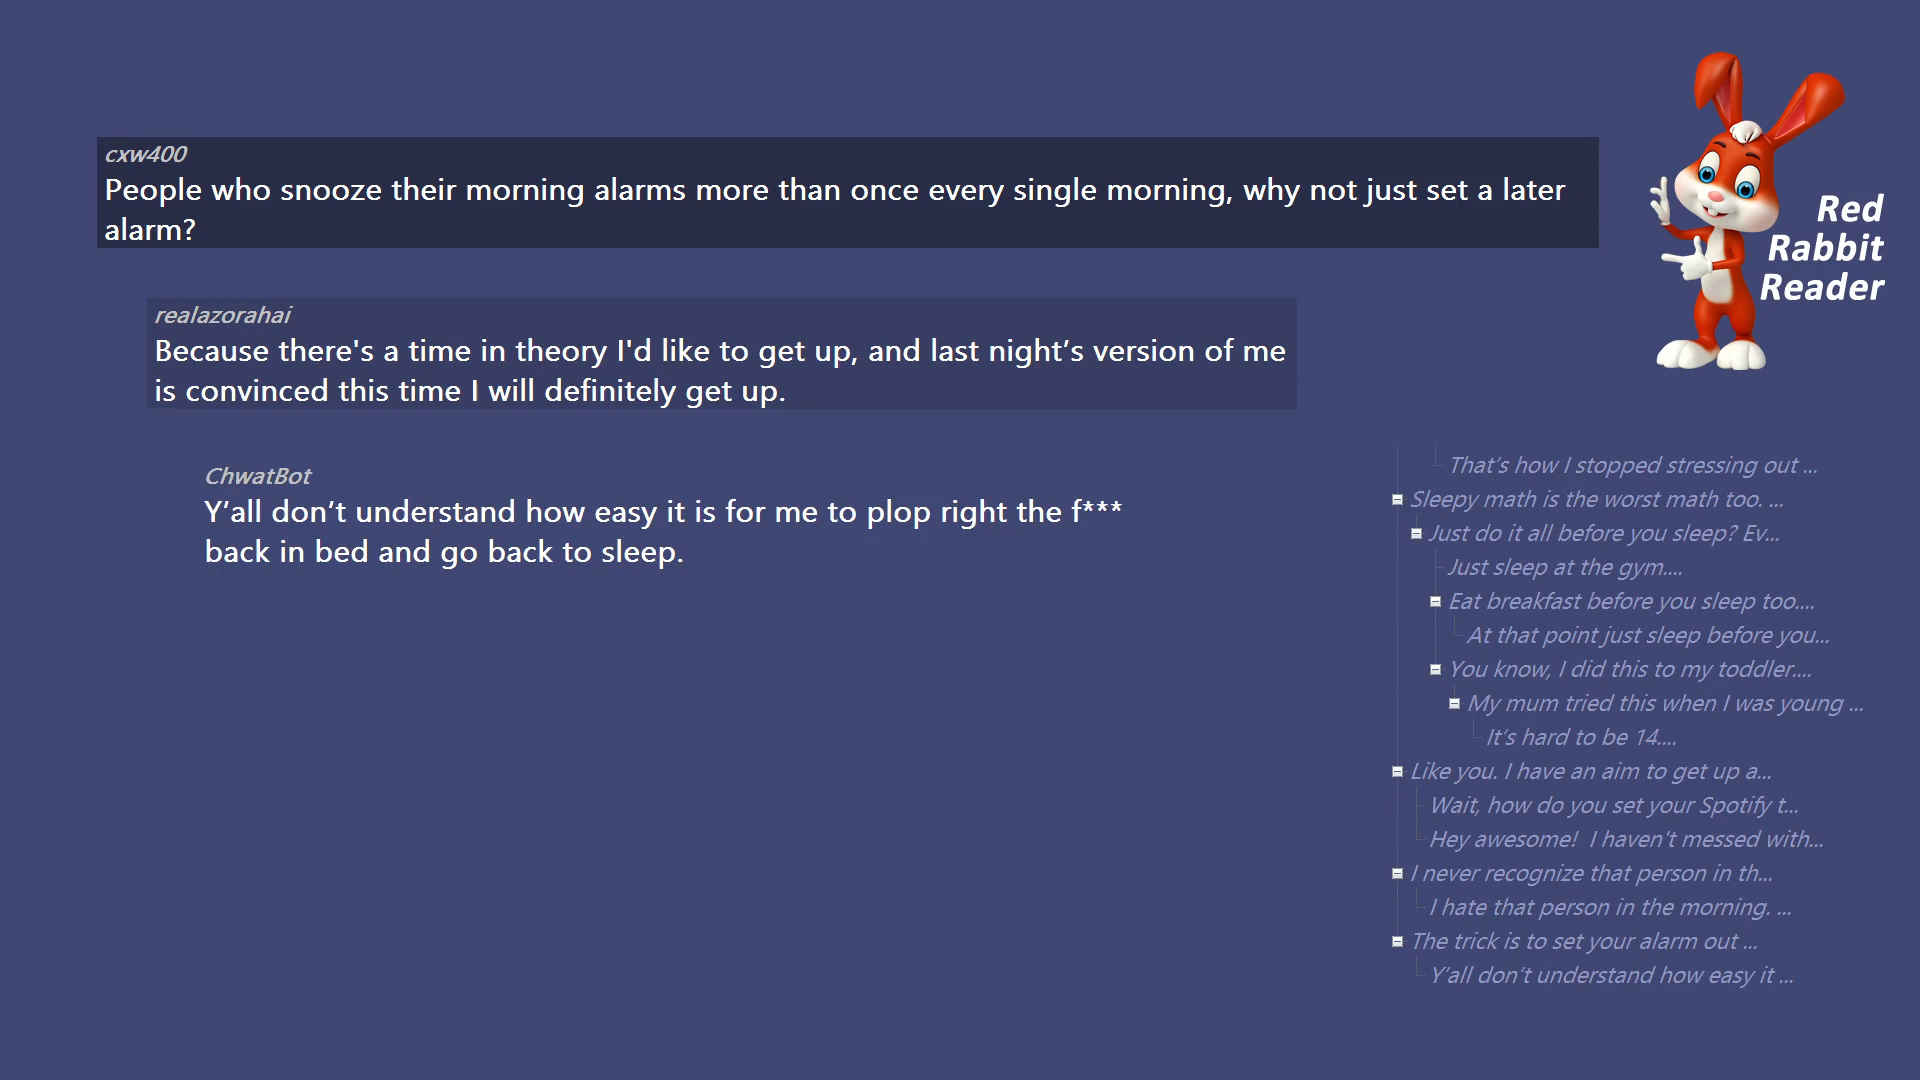 cxw400
People who snooze their morning alarms more than once every single morning, why not just set a later
alarm?
realazorahai
Because there's a time in theory I'd like to get up, and last night’s version of me
is convinced this time I will definitely get up.
ChwatBot
Y’all don’t understand how easy it is for me to plop right the f***
back in bed and go back to sleep.
Red
Rabbit
Reader
That’s how I stopped stressing out ...
Sleepy math is the worst math too. ...
Just do it all before you sleep? Ev...
Just sleep at the gym....
Eat breakfast before you sleep too....
At that point just sleep before you...
You know, I did this to my toddler....
My mum tried this when I was young ...
It’s hard to be 14....
Like you. I have an aim to get up a...
Wait, how do you set your Spotify t...
Hey awesome!  I haven't messed with...
I never recognize that person in th...
I hate that person in the morning. ...
The trick is to set your alarm out ...
Y’all don’t understand how easy it ...